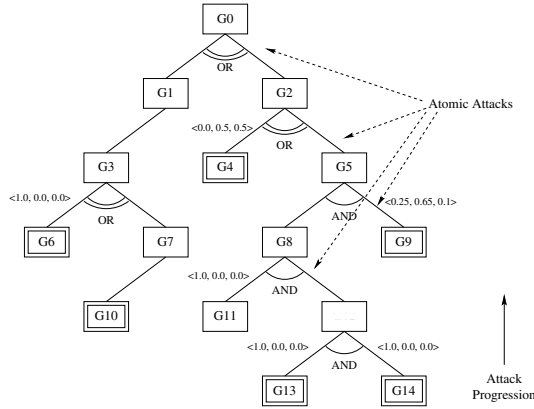 G0
OR
G1
G2
Atomic Attacks
<0.0, 0.5, 0.5>
OR
G3
G4
G5
<1.0, 0.0, 0.0>
OR
<0.25, 0.65, 0.1>
AND
G6
G7
G8
G9
<1.0, 0.0, 0.0>
AND
G10
G11
<1.0, 0.0, 0.0>
<1.0, 0.0, 0.0>
AND
G13
G14
Attack
Progression